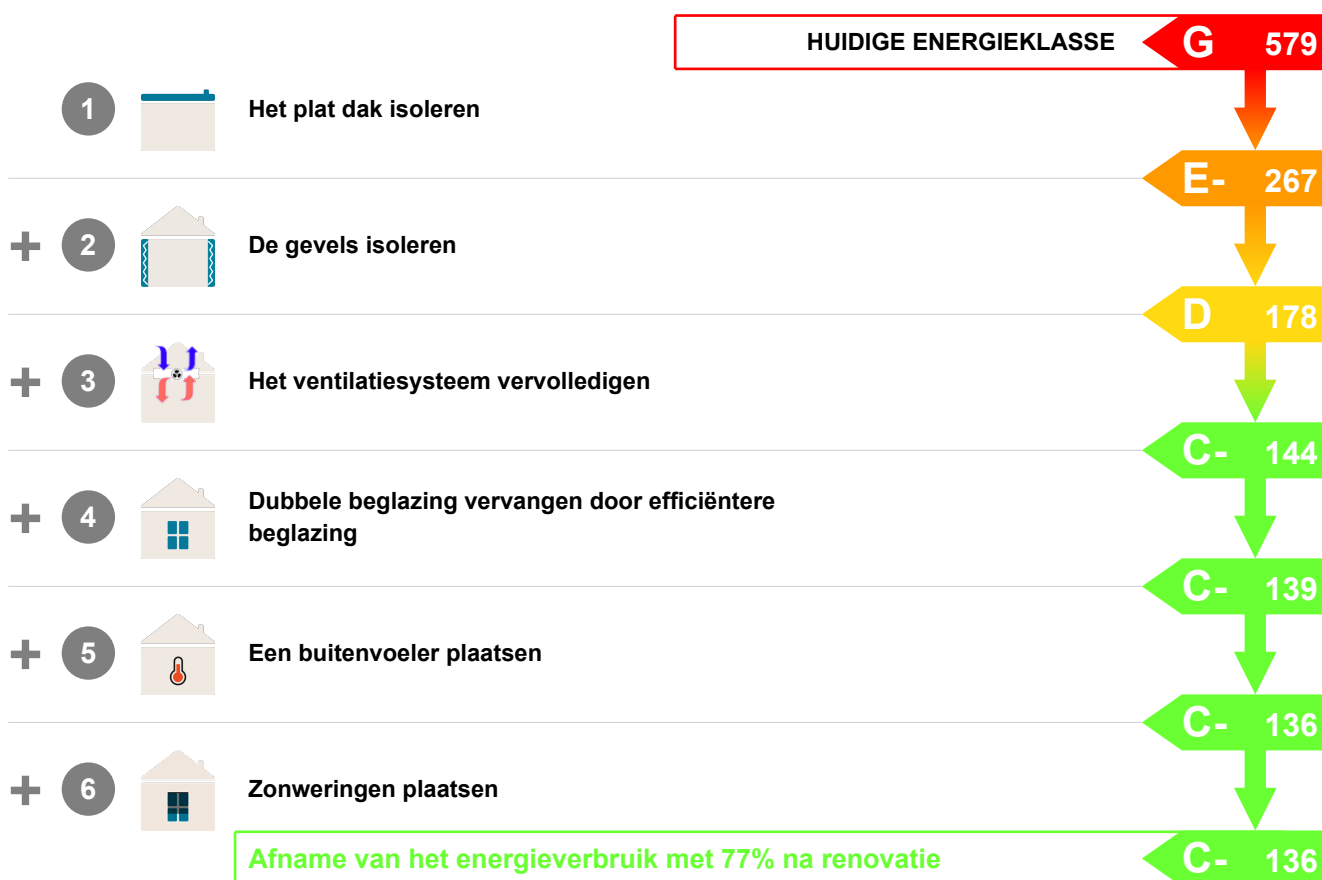 HUIDIGE ENERGIEKLASSE G 579
1 Het plat dak isoleren
E- 267
+ 2 De gevels isoleren
D 178
+ 3 Het ventilatiesysteem vervolledigen
C- 144
+ 4 Dubbele beglazing vervangen door efficiëntere
beglazing
C- 139
+ 5 Een buitenvoeler plaatsen
C- 136
+ 6 Zonweringen plaatsen
Afname van het energieverbruik met 77% na renovatie C- 136